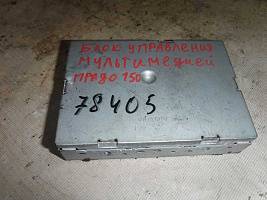 БЛОК УПРАВЛЕНИЯ
МУЛЬТИМЕДИЕЙ
ПРАДО 150
78405